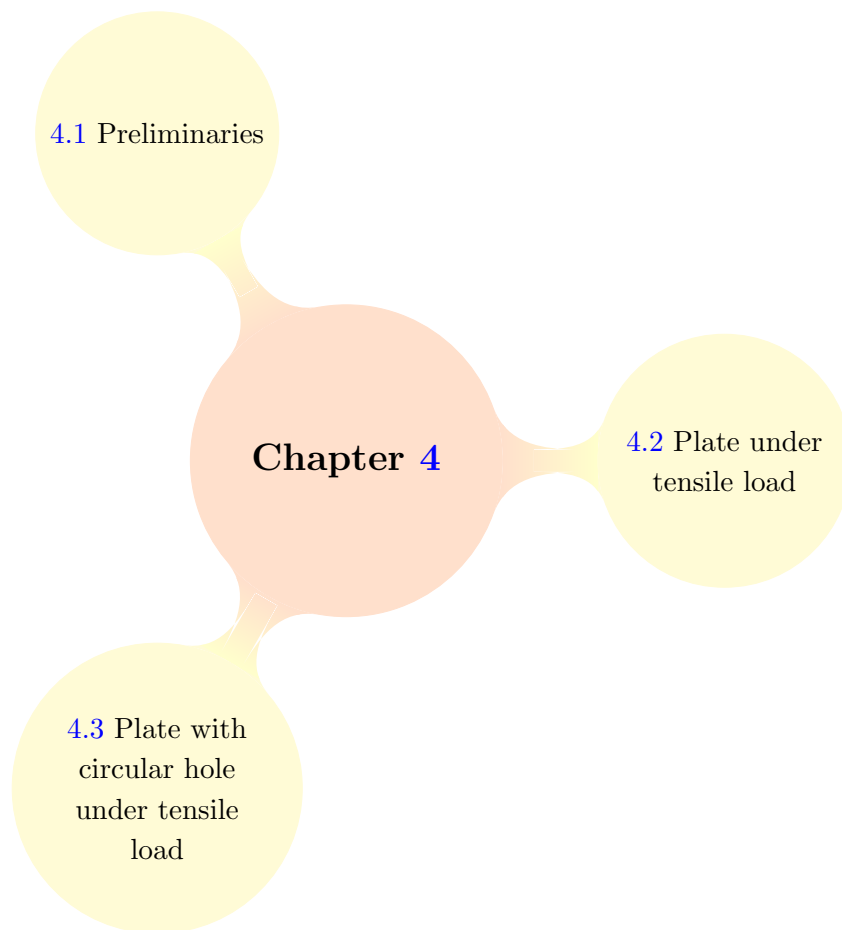 4.1 Preliminaries
Chapter 4
4.2 Plate under
tensile load
4.3 Plate with
circular hole
under tensile
load